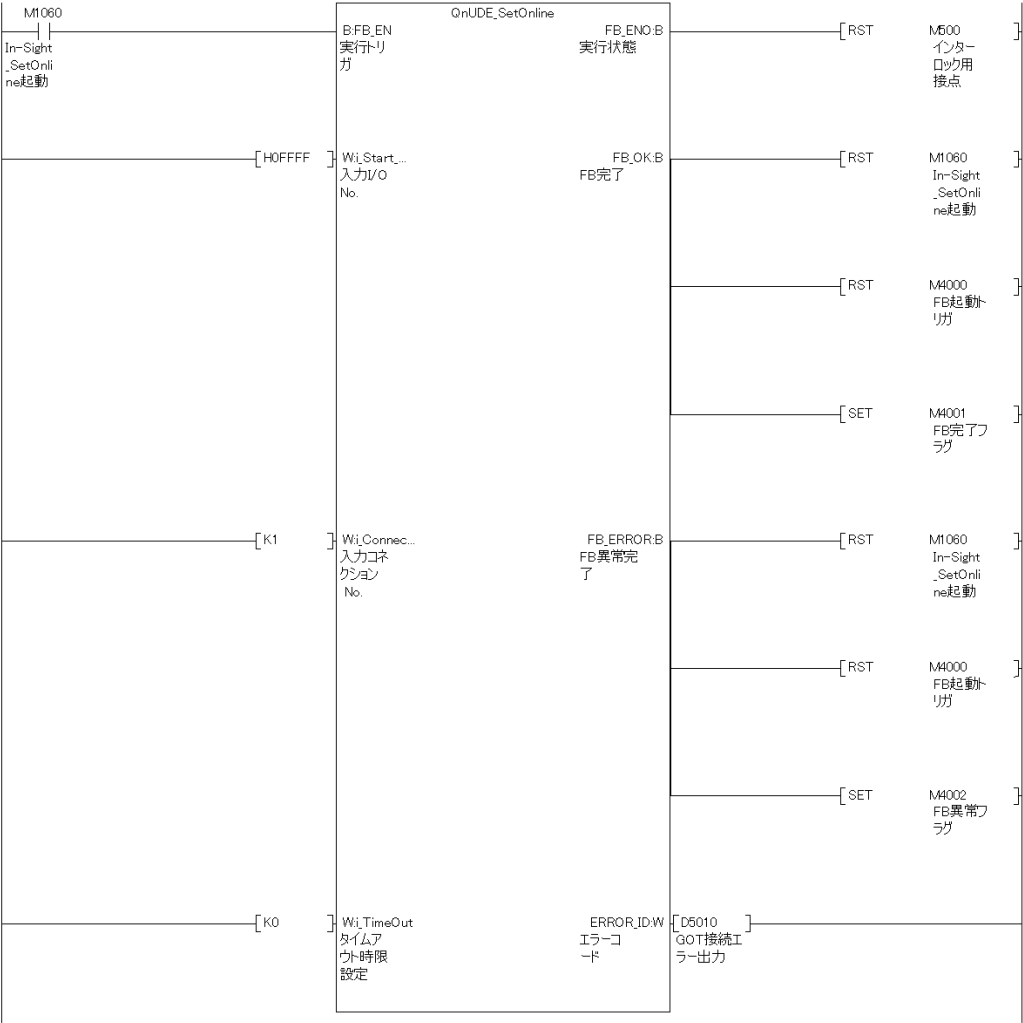 M1060
QnUDE_SetOnline
B:FB_EN
FB_ENO:B
RST
M500
In-Sight
_SetOnli
ne起動
実行トリ
ガ
実行状態
インター
ロック用
接点
H0FFFF
W:i_Start_...
FB_OK:B
RST
M1060
入力I/O
No.
FB完了
In-Sight
_SetOnli
ne起動
RST
M4000
FB起動ト
リガ
SET
M4001
FB完了フ
ラグ
K1
W:i_Connec...
FB_ERROR:B
RST
M1060
入力コネ
クション
No.
FB異常完
了
In-Sight
_SetOnli
ne起動
RST
M4000
FB起動ト
リガ
SET
M4002
FB異常フ
ラグ
K0
W:i_TimeOut
ERROR_ID:W
D5010
タイムア
ウト時限
設定
エラーコ
ード
GOT接続エ
ラー出力